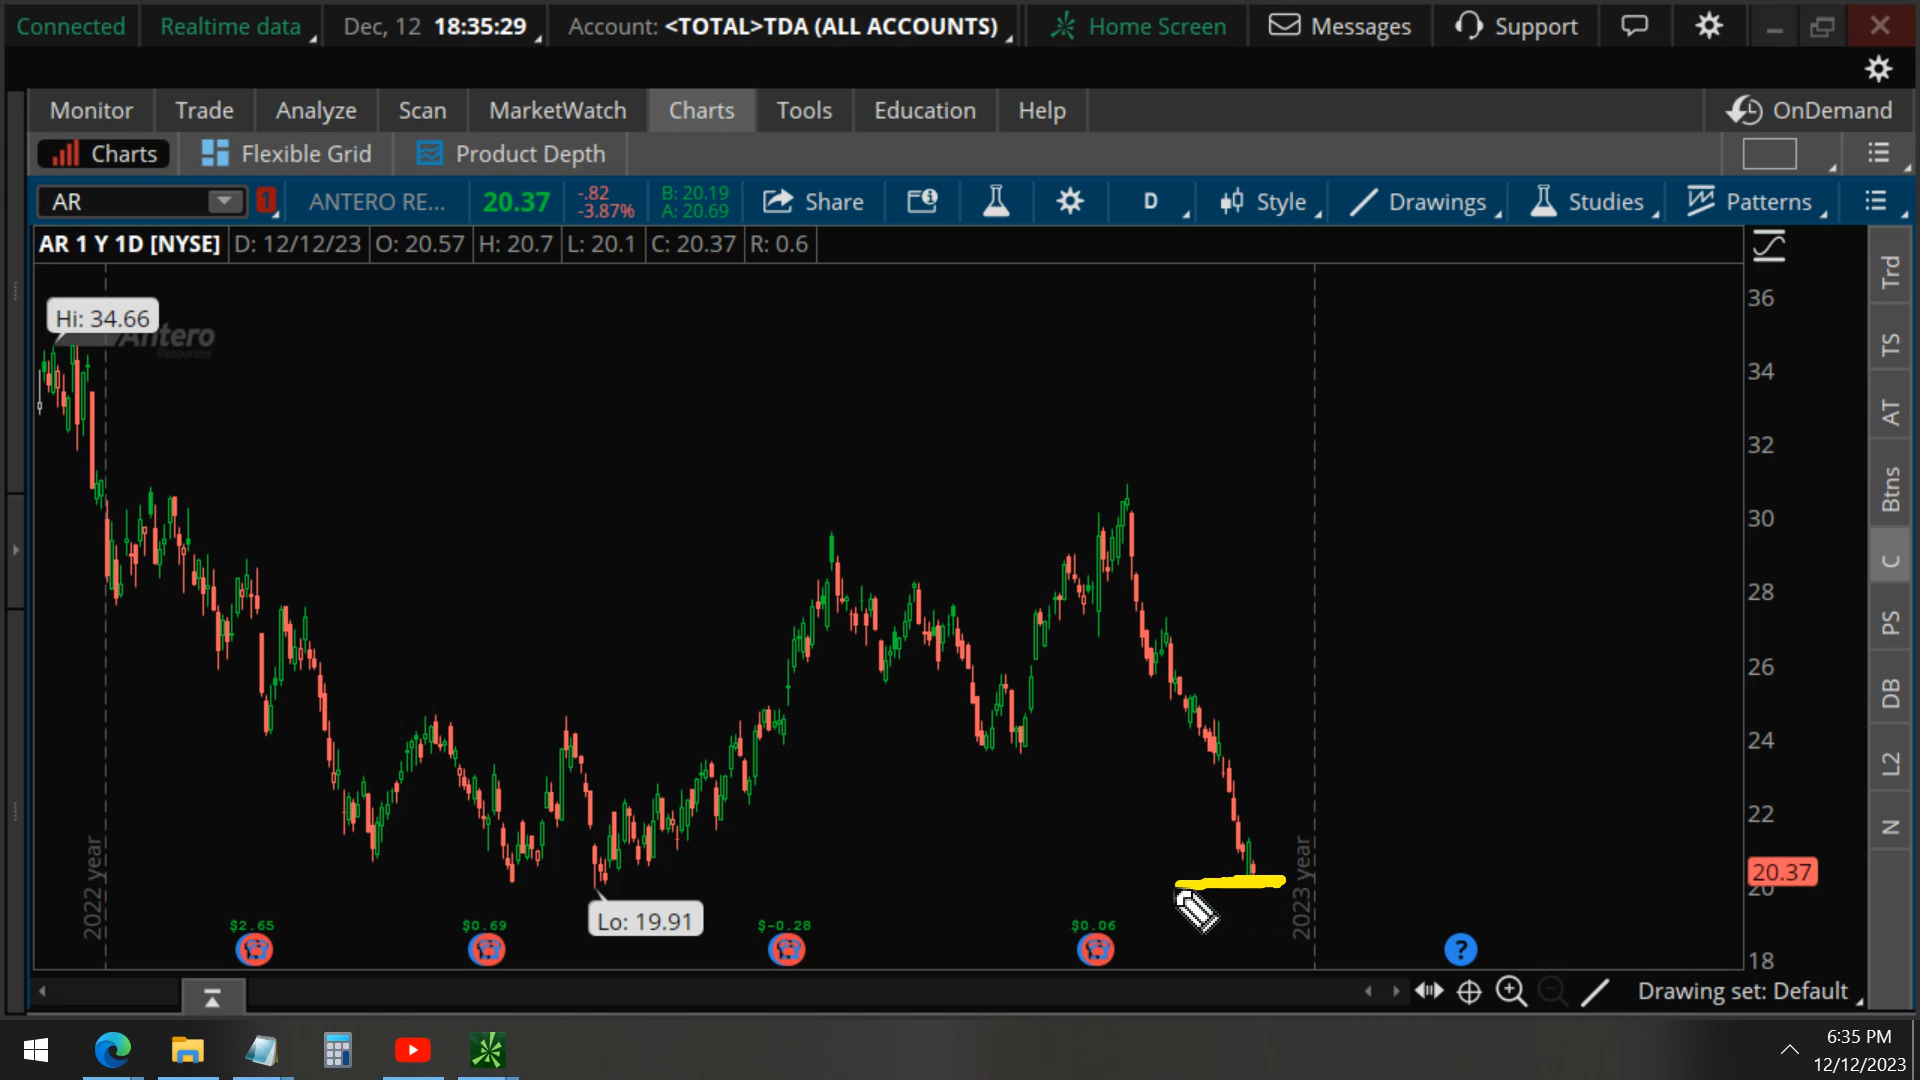 Connected Realtime data Dec, 12 18:35:29 Account: <TOTAL>TDA (ALL ACCOUNTS) Home Screen Messages Support
Monitor Trade Analyze Scan MarketWatch Charts Tools Education Help OnDemand
Charts Flexible Grid Product Depth
AR 1 ANTERO RE... 20.37 -.82 -3.87% B: 20.19 A: 20.69 Share D Style Drawings Studies Patterns
AR 1 Y 1D [NYSE] D: 12/12/23 O: 20.57 H: 20.7 L: 20.1 C: 20.37 R: 0.6
Hi: 34.66
Antero
Resources
36
34
32
30
28
26
24
22
20.37
20
18
Trd
TS
AT
Btns
C
PS
DB
L2
N
2022 year
2023 year
Lo: 19.91
$2.65 $0.69 $-0.28 $0.06
?
Drawing set: Default
6:35 PM
12/12/2023